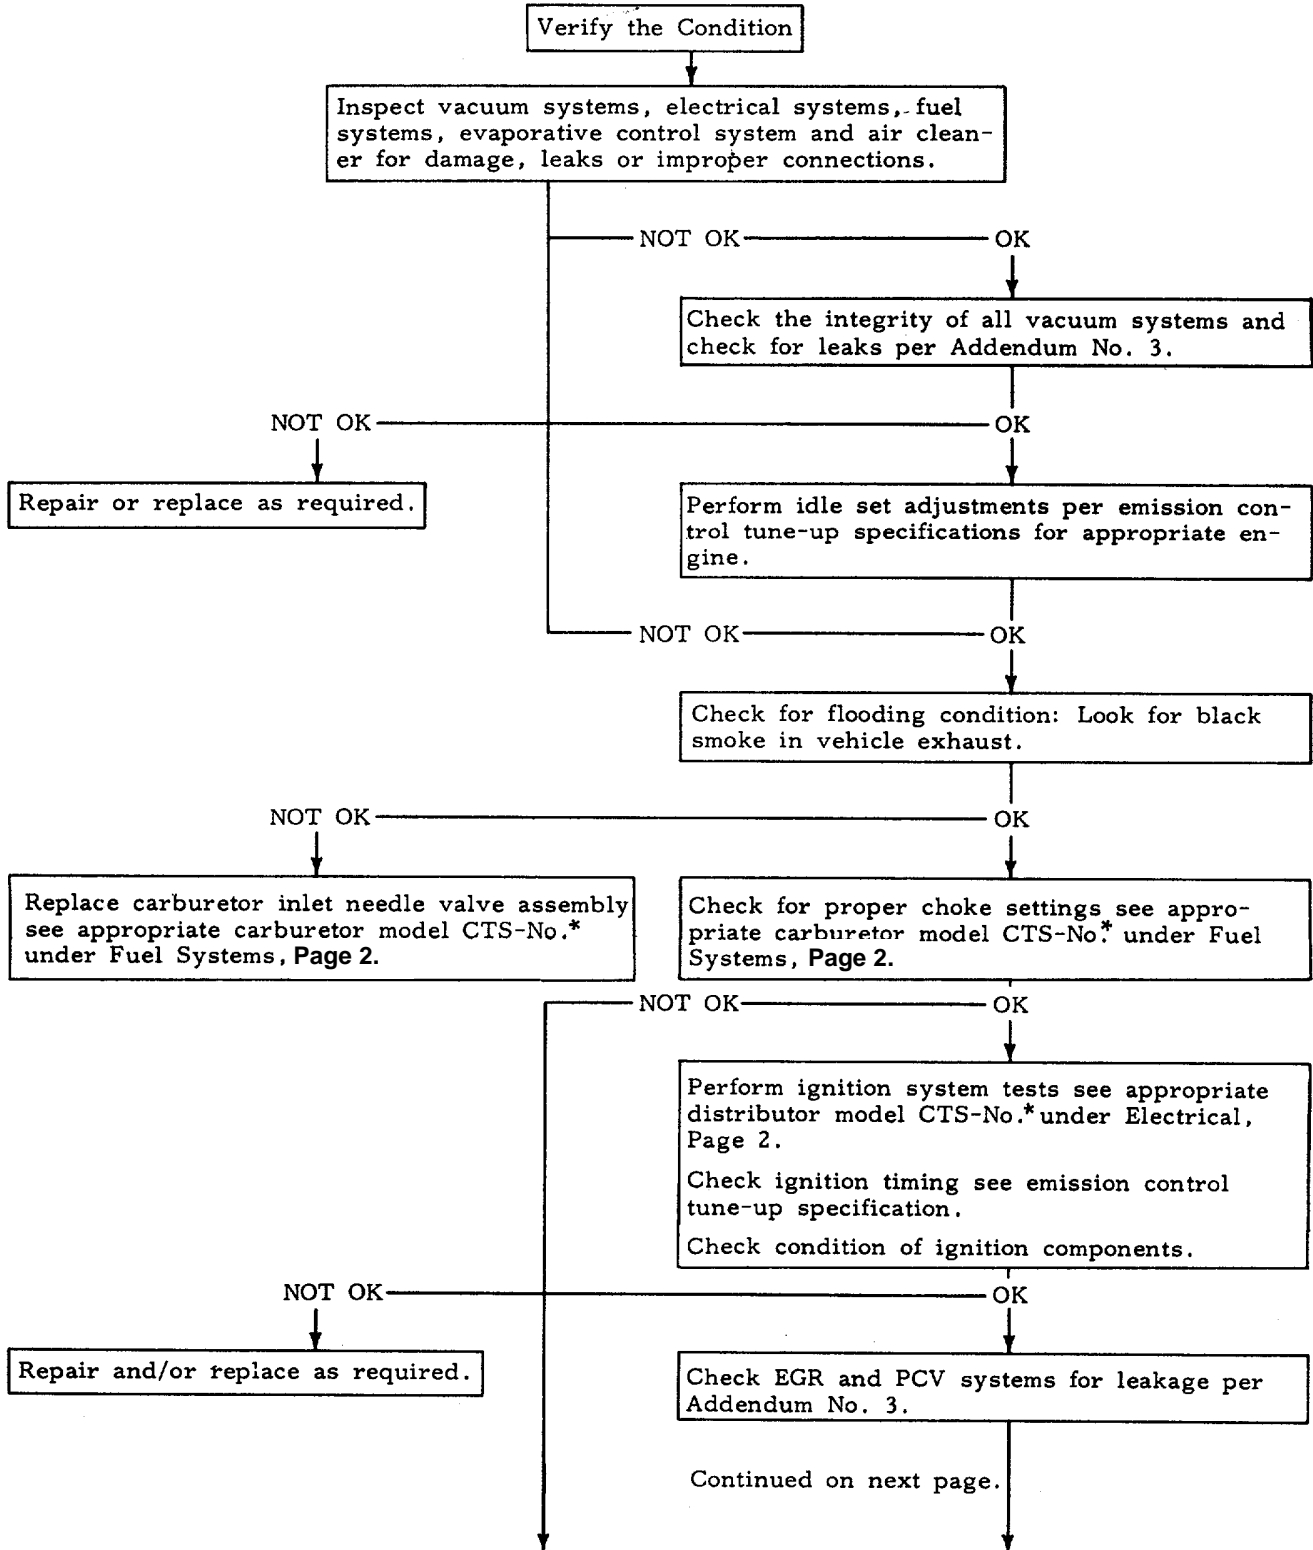 Verify the Condition
Inspect vacuum systems, electrical systems, fuel
systems, evaporative control system and air clean-
er for damage, leaks or improper connections.
NOT OK OK
Check the integrity of all vacuum systems and
check for leaks per Addendum No. 3.
NOT OK OK
Repair or replace as required.
Perform idle set adjustments per emission con-
trol tune-up specifications for appropriate en-
gine.
NOT OK OK
Check for flooding condition: Look for black
smoke in vehicle exhaust.
NOT OK OK
Replace carburetor inlet needle valve assembly
see appropriate carburetor model CTS-No.*
under Fuel Systems, Page 2.
Check for proper choke settings see appro-
priate carburetor model CTS-No.* under Fuel
Systems, Page 2.
NOT OK OK
Perform ignition system tests see appropriate
distributor model CTS-No.* under Electrical,
Page 2.
Check ignition timing see emission control
tune-up specification.
Check condition of ignition components.
NOT OK OK
Repair and/or replace as required.
Check EGR and PCV systems for leakage per
Addendum No. 3.
Continued on next page.